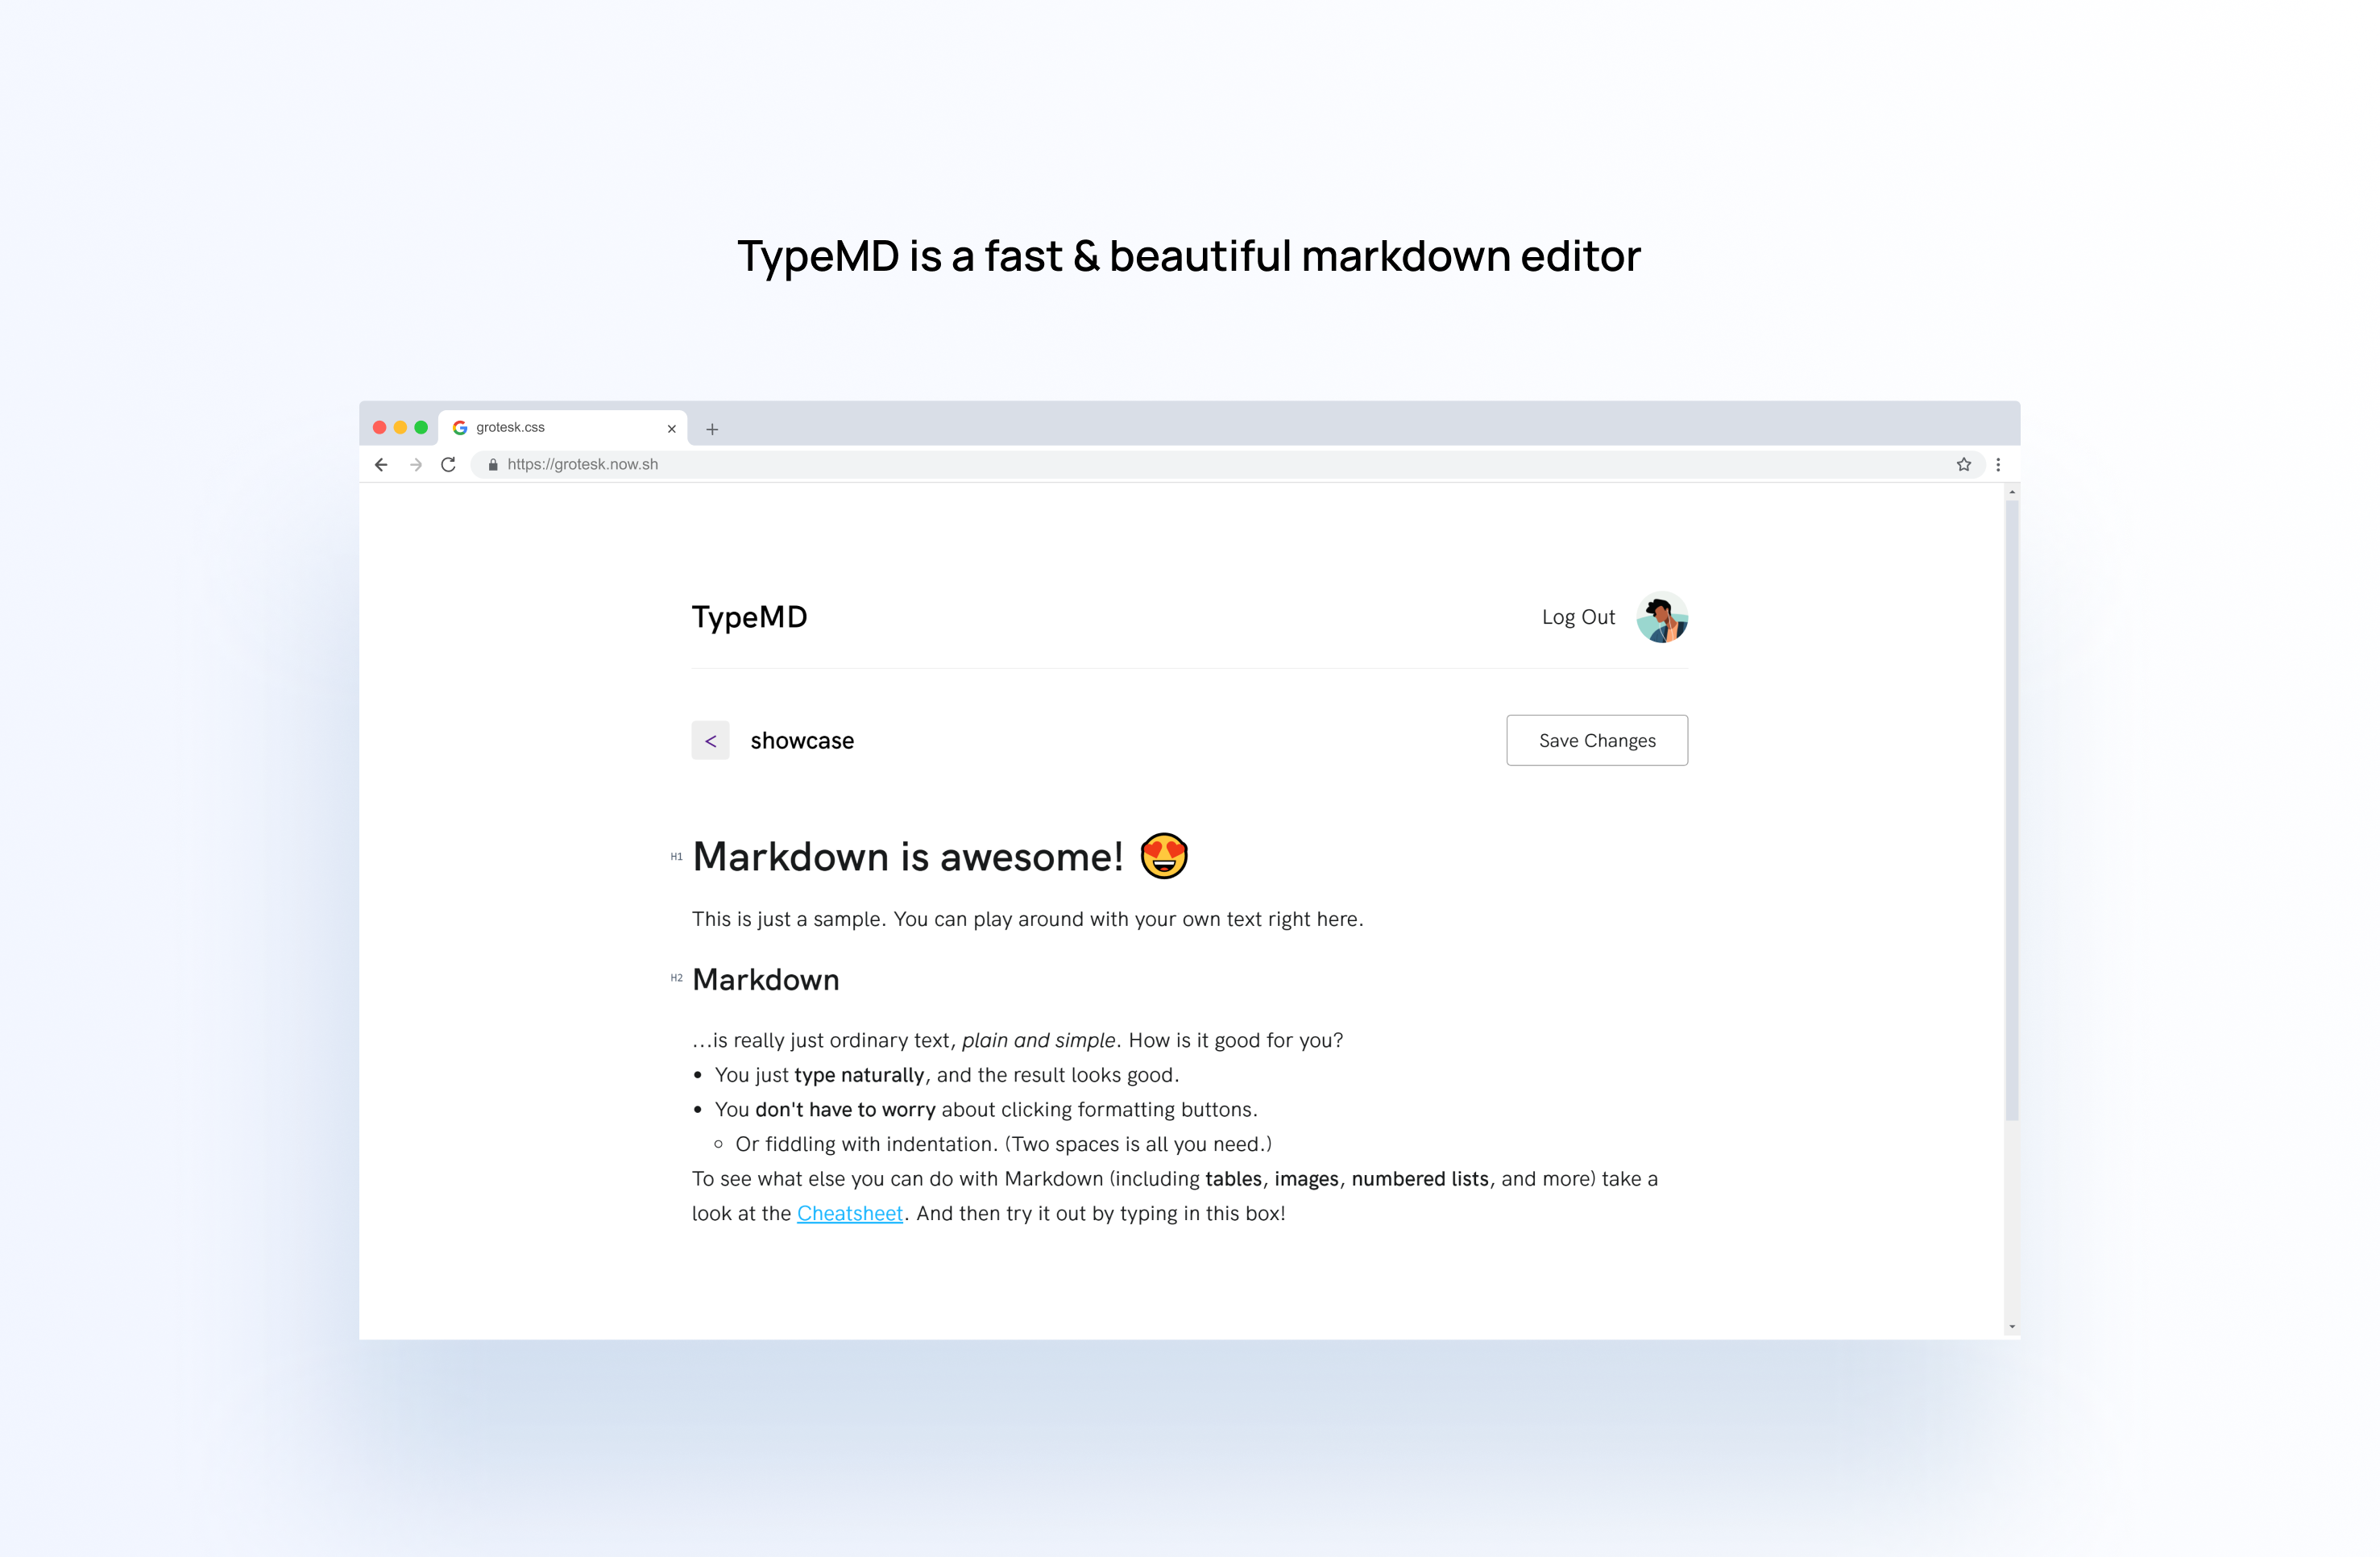 TypeMD is a fast & beautiful markdown editor
grotesk.css
https://grotesk.now.sh
TypeMD
Log Out
< showcase
Save Changes
H1 Markdown is awesome! 😍
This is just a sample. You can play around with your own text right here.
H2 Markdown
...is really just ordinary text, plain and simple. How is it good for you?
• You just type naturally, and the result looks good.
• You don't have to worry about clicking formatting buttons.
◦ Or fiddling with indentation. (Two spaces is all you need.)
To see what else you can do with Markdown (including tables, images, numbered lists, and more) take a
look at the Cheatsheet. And then try it out by typing in this box!